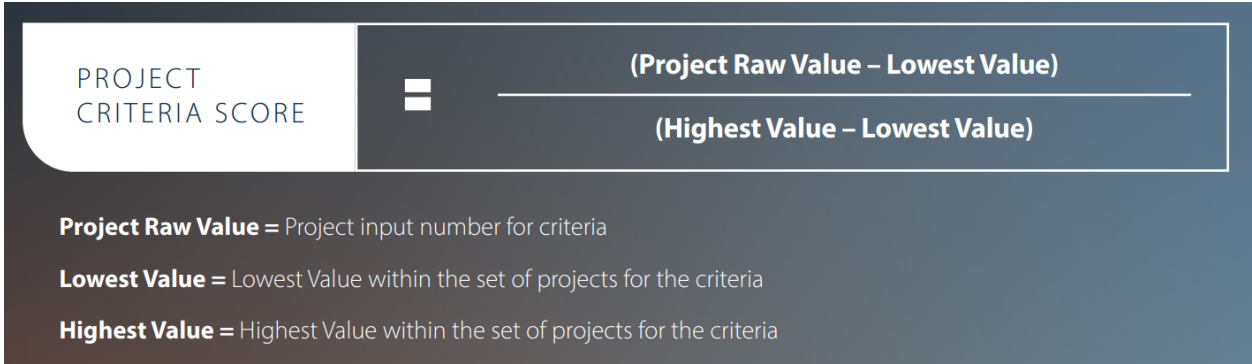 PROJECT
CRITERIA SCORE
=
(Project Raw Value – Lowest Value)
(Highest Value – Lowest Value)
Project Raw Value = Project input number for criteria
Lowest Value = Lowest Value within the set of projects for the criteria
Highest Value = Highest Value within the set of projects for the criteria